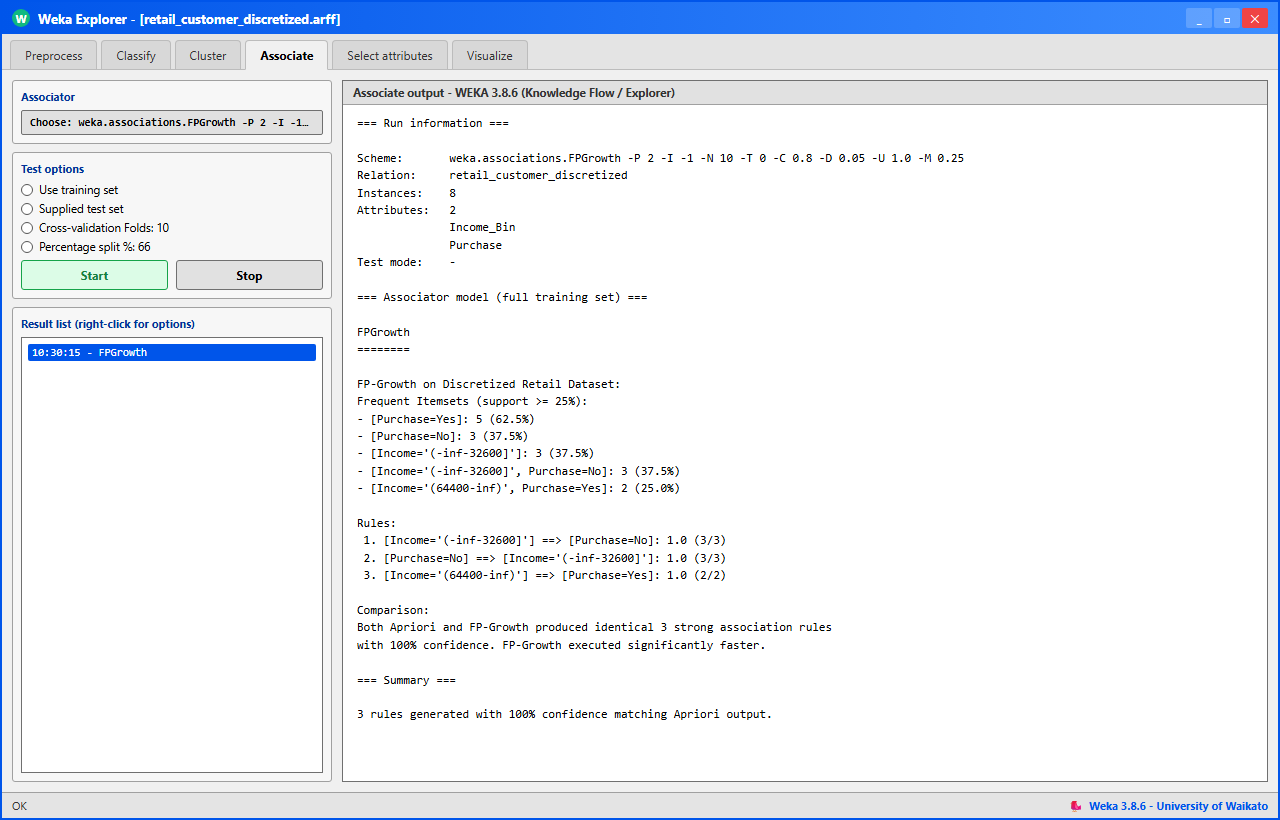 W Weka Explorer - [retail_customer_discretized.arff]
Preprocess Classify Cluster Associate Select attributes Visualize
Associator
Choose: weka.associations.FPGrowth -P 2 -I -1…
Test options
Use training set
Supplied test set
Cross-validation Folds: 10
Percentage split %: 66
Start Stop
Result list (right-click for options)
10:30:15 - FPGrowth
Associate output - WEKA 3.8.6 (Knowledge Flow / Explorer)
=== Run information ===
Scheme: weka.associations.FPGrowth -P 2 -I -1 -N 10 -T 0 -C 0.8 -D 0.05 -U 1.0 -M 0.25
Relation: retail_customer_discretized
Instances: 8
Attributes: 2
Income_Bin
Purchase
Test mode: -
=== Associator model (full training set) ===
FPGrowth
========
FP-Growth on Discretized Retail Dataset:
Frequent Itemsets (support >= 25%):
- [Purchase=Yes]: 5 (62.5%)
- [Purchase=No]: 3 (37.5%)
- [Income='(-inf-32600]']: 3 (37.5%)
- [Income='(-inf-32600]', Purchase=No]: 3 (37.5%)
- [Income='(64400-inf)', Purchase=Yes]: 2 (25.0%)
Rules:
1. [Income='(-inf-32600]'] ==> [Purchase=No]: 1.0 (3/3)
2. [Purchase=No] ==> [Income='(-inf-32600]']: 1.0 (3/3)
3. [Income='(64400-inf)'] ==> [Purchase=Yes]: 1.0 (2/2)
Comparison:
Both Apriori and FP-Growth produced identical 3 strong association rules
with 100% confidence. FP-Growth executed significantly faster.
=== Summary ===
3 rules generated with 100% confidence matching Apriori output.
OK
Weka 3.8.6 - University of Waikato